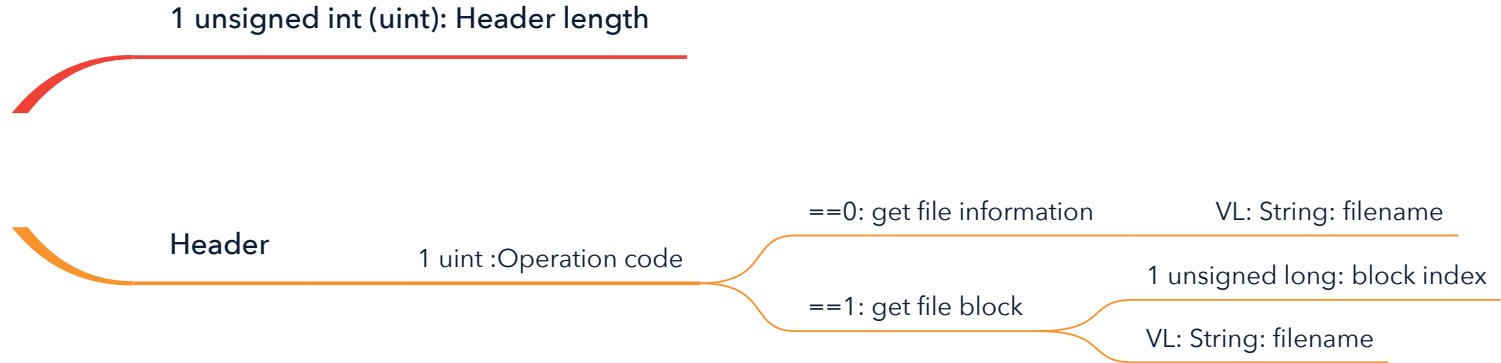 1 unsigned int (uint): Header length
Header
1 uint :Operation code
==0: get file information
VL: String: filename
==1: get file block
1 unsigned long: block index
VL: String: filename